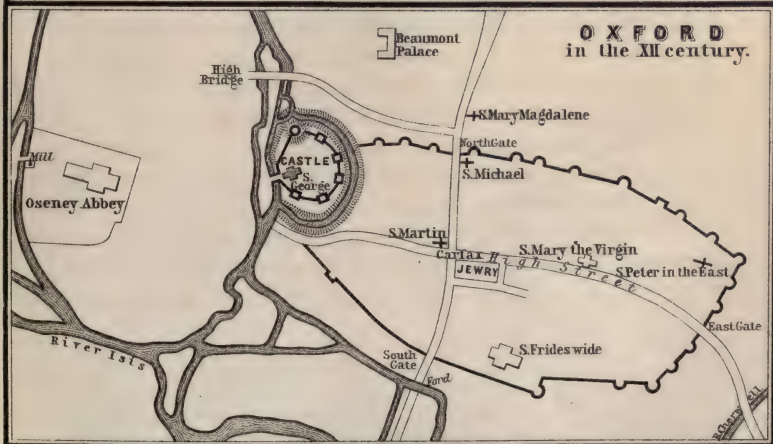 OXFORD
in the XII century.
Beaumont
Palace
High
Bridge
S. Mary Magdalene
North Gate
S. Michael
CASTLE
S.
George
Mill
Oseney Abbey
S. Martin
Carfax
High Street
S. Mary the Virgin
S. Peter in the East
JEWRY
East Gate
River Isis
South
Gate
Ford
S. Frideswide
R. Charwell